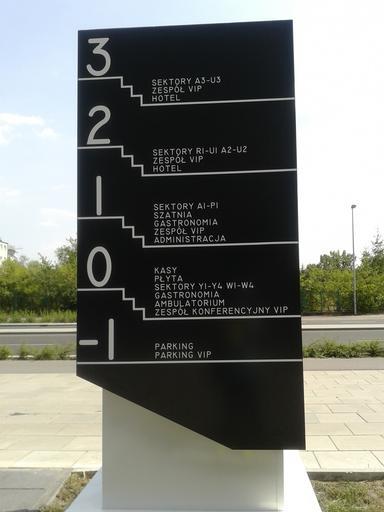 3
SEKTORY A3-U3
ZESPÓŁ VIP
HOTEL
2
SEKTORY R1-U1 A2-U2
ZESPÓŁ VIP
HOTEL
1
SEKTORY A1-P1
SZATNIA
GASTRONOMIA
ZESPÓŁ VIP
ADMINISTRACJA
0
KASY
PŁYTA
SEKTORY Y1-Y4 W1-W4
GASTRONOMIA
AMBULATORIUM
ZESPÓŁ KONFERENCYJNY VIP
-1
PARKING
PARKING VIP